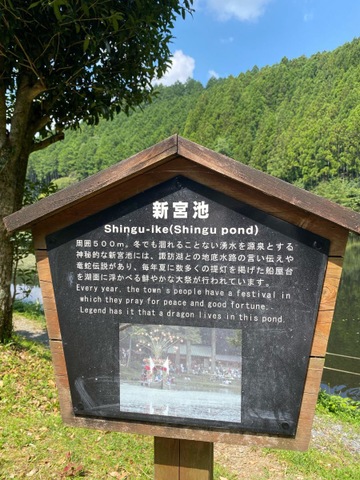 新宮池
Shingu-ike(Shingu pond)
周囲500m。冬でも涸れることない湧水を源泉とする
神秘的な新宮池には、諏訪湖との地底水路の言い伝えや
竜蛇伝説があり、毎年夏に数多くの提灯を掲げた船屋台
を湖面に浮かべる鮮やかな大祭が行われています。
Every year, the town's people have a festival in
which they pray for peace and good fortune.
Legend has it that a dragon lives in this pond.